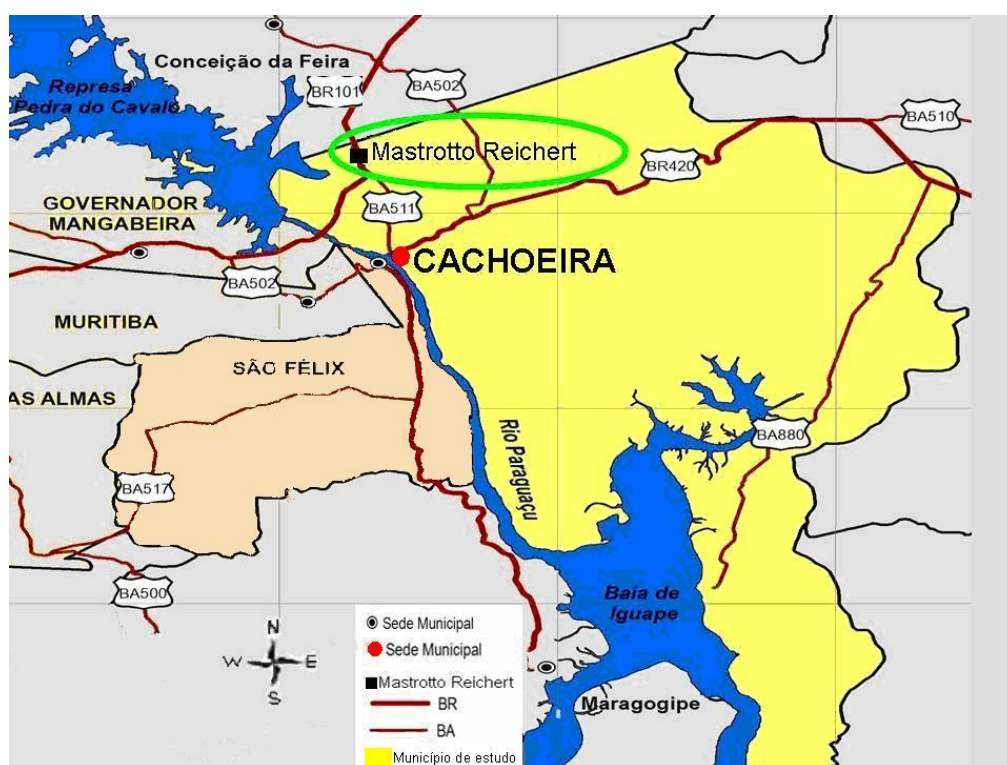 Conceição da Feira
BR101
BA502
Represa
Pedra do Cavalo
BA510
Mastrotto Reichert
BR420
GOVERNADOR
MANGABEIRA
BA511
CACHOEIRA
BA502
MURITIBA
SÃO FÉLIX
AS ALMAS
BA880
Rio Paraguaçu
BA517
BA500
Baia de
Iguape
N
W
E
S
Sede Municipal
Sede Municipal
Mastrotto Reichert
BR
BA
Município de estudo
Maragogipe